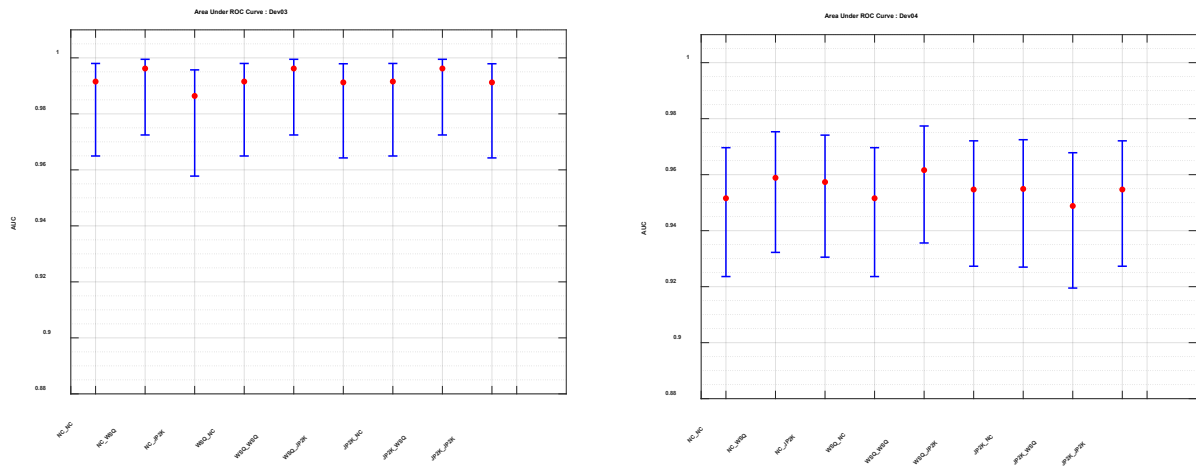 Area Under ROC Curve : Dev03
1
0.98
0.96
0.94
0.92
0.9
0.88
AUC
NC_NC
NC_WSQ
NC_JP2K
WSQ_NC
WSQ_WSQ
WSQ_JP2K
JP2K_NC
JP2K_WSQ
JP2K_JP2K
Area Under ROC Curve : Dev04
1
0.98
0.96
0.94
0.92
0.9
0.88
AUC
NC_NC
NC_WSQ
NC_JP2K
WSQ_NC
WSQ_WSQ
WSQ_JP2K
JP2K_NC
JP2K_WSQ
JP2K_JP2K